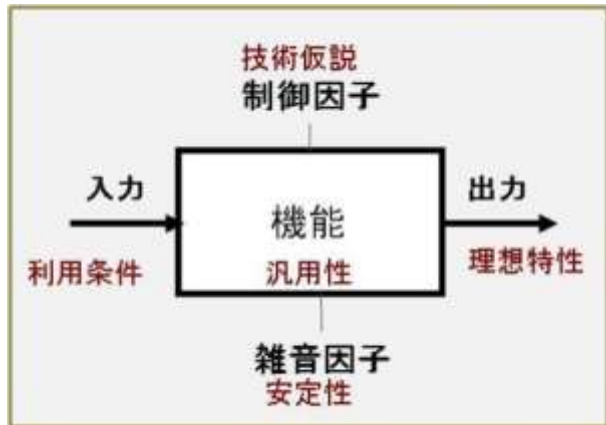 技術仮説
制御因子
入力
出力
機能
利用条件
汎用性
理想特性
雑音因子
安定性